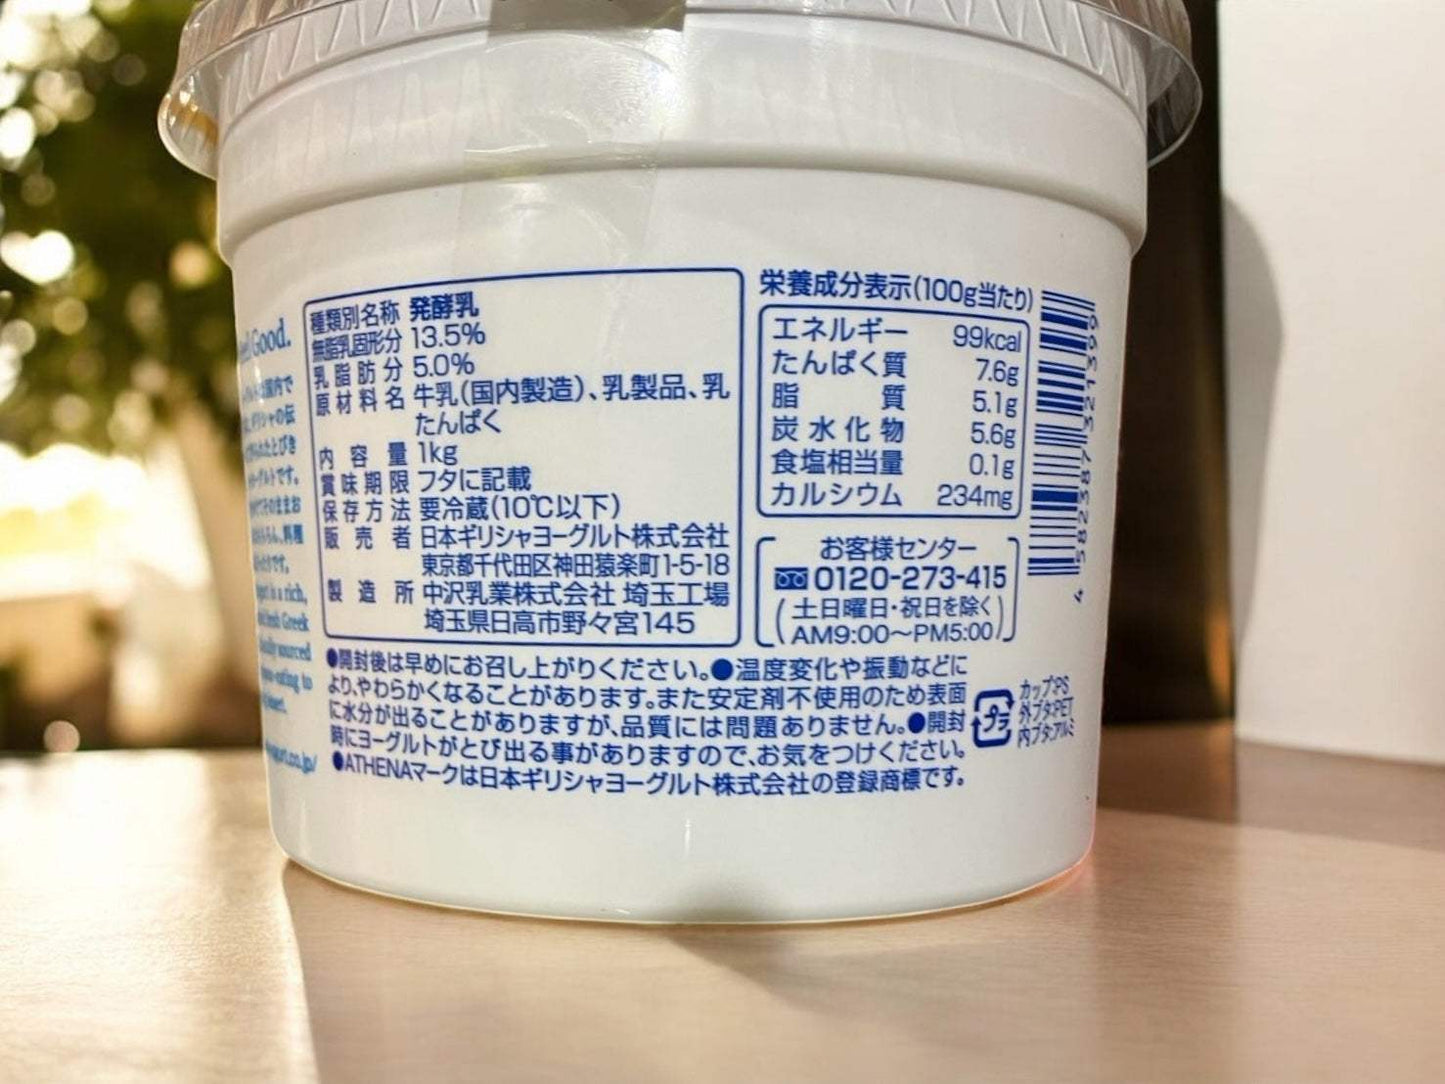 Feel Good.
種類別名称 発酵乳
無脂乳固形分 13.5%
乳脂肪分 5.0%
原材料名 牛乳(国内製造)、乳製品、乳
たんぱく
内容量 1kg
賞味期限 フタに記載
保存方法 要冷蔵(10℃以下)
販売者 日本ギリシャヨーグルト株式会社
東京都千代田区神田猿楽町1-5-18
製造所 中沢乳業株式会社 埼玉工場
埼玉県日高市野々宮145
栄養成分表示(100g当たり)
エネルギー 99kcal
たんぱく質 7.6g
脂質 5.1g
炭水化物 5.6g
食塩相当量 0.1g
カルシウム 234mg
お客様センター
0120-273-415
(土日曜日・祝日を除く
AM9:00〜PM5:00)
●開封後は早めにお召し上がりください。●温度変化や振動などに
より、やわらかくなることがあります。また安定剤不使用のため表面
に水分が出ることがありますが、品質には問題ありません。●開封
時にヨーグルトがとび出る事がありますので、お気をつけください。
●ATHENAマークは日本ギリシャヨーグルト株式会社の登録商標です。
プラ
カップ:PS
外ブタ:PET
内ブタ:アルミ
is a rich,
Greek
sourced
to